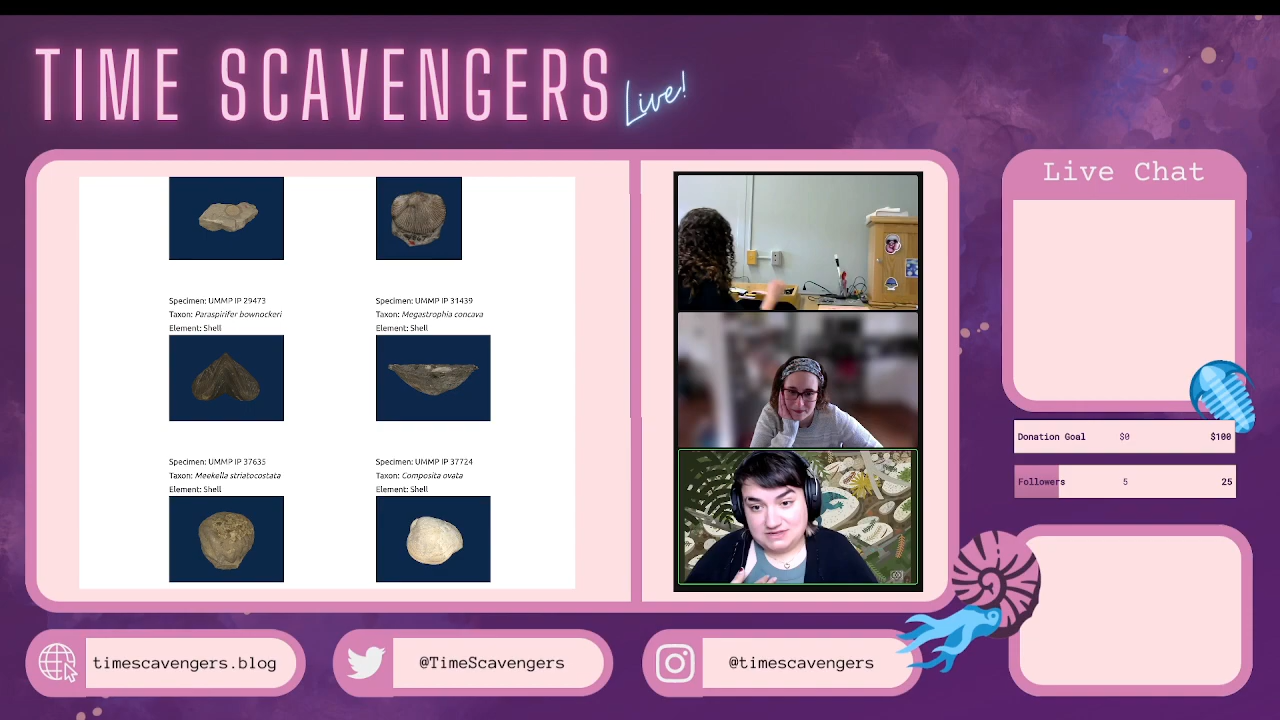 TIME SCAVENGERS Live!
Specimen: UMMP IP 29473
Taxon: Paraspirifer bownockeri
Element: Shell
Specimen: UMMP IP 31439
Taxon: Megastrophia concava
Element: Shell
Specimen: UMMP IP 37635
Taxon: Meekella striatocostata
Element: Shell
Specimen: UMMP IP 37724
Taxon: Composita ovata
Element: Shell
Live Chat
Donation Goal $0 $100
Followers 5 25
timescavengers.blog
@TimeScavengers
@timescavengers